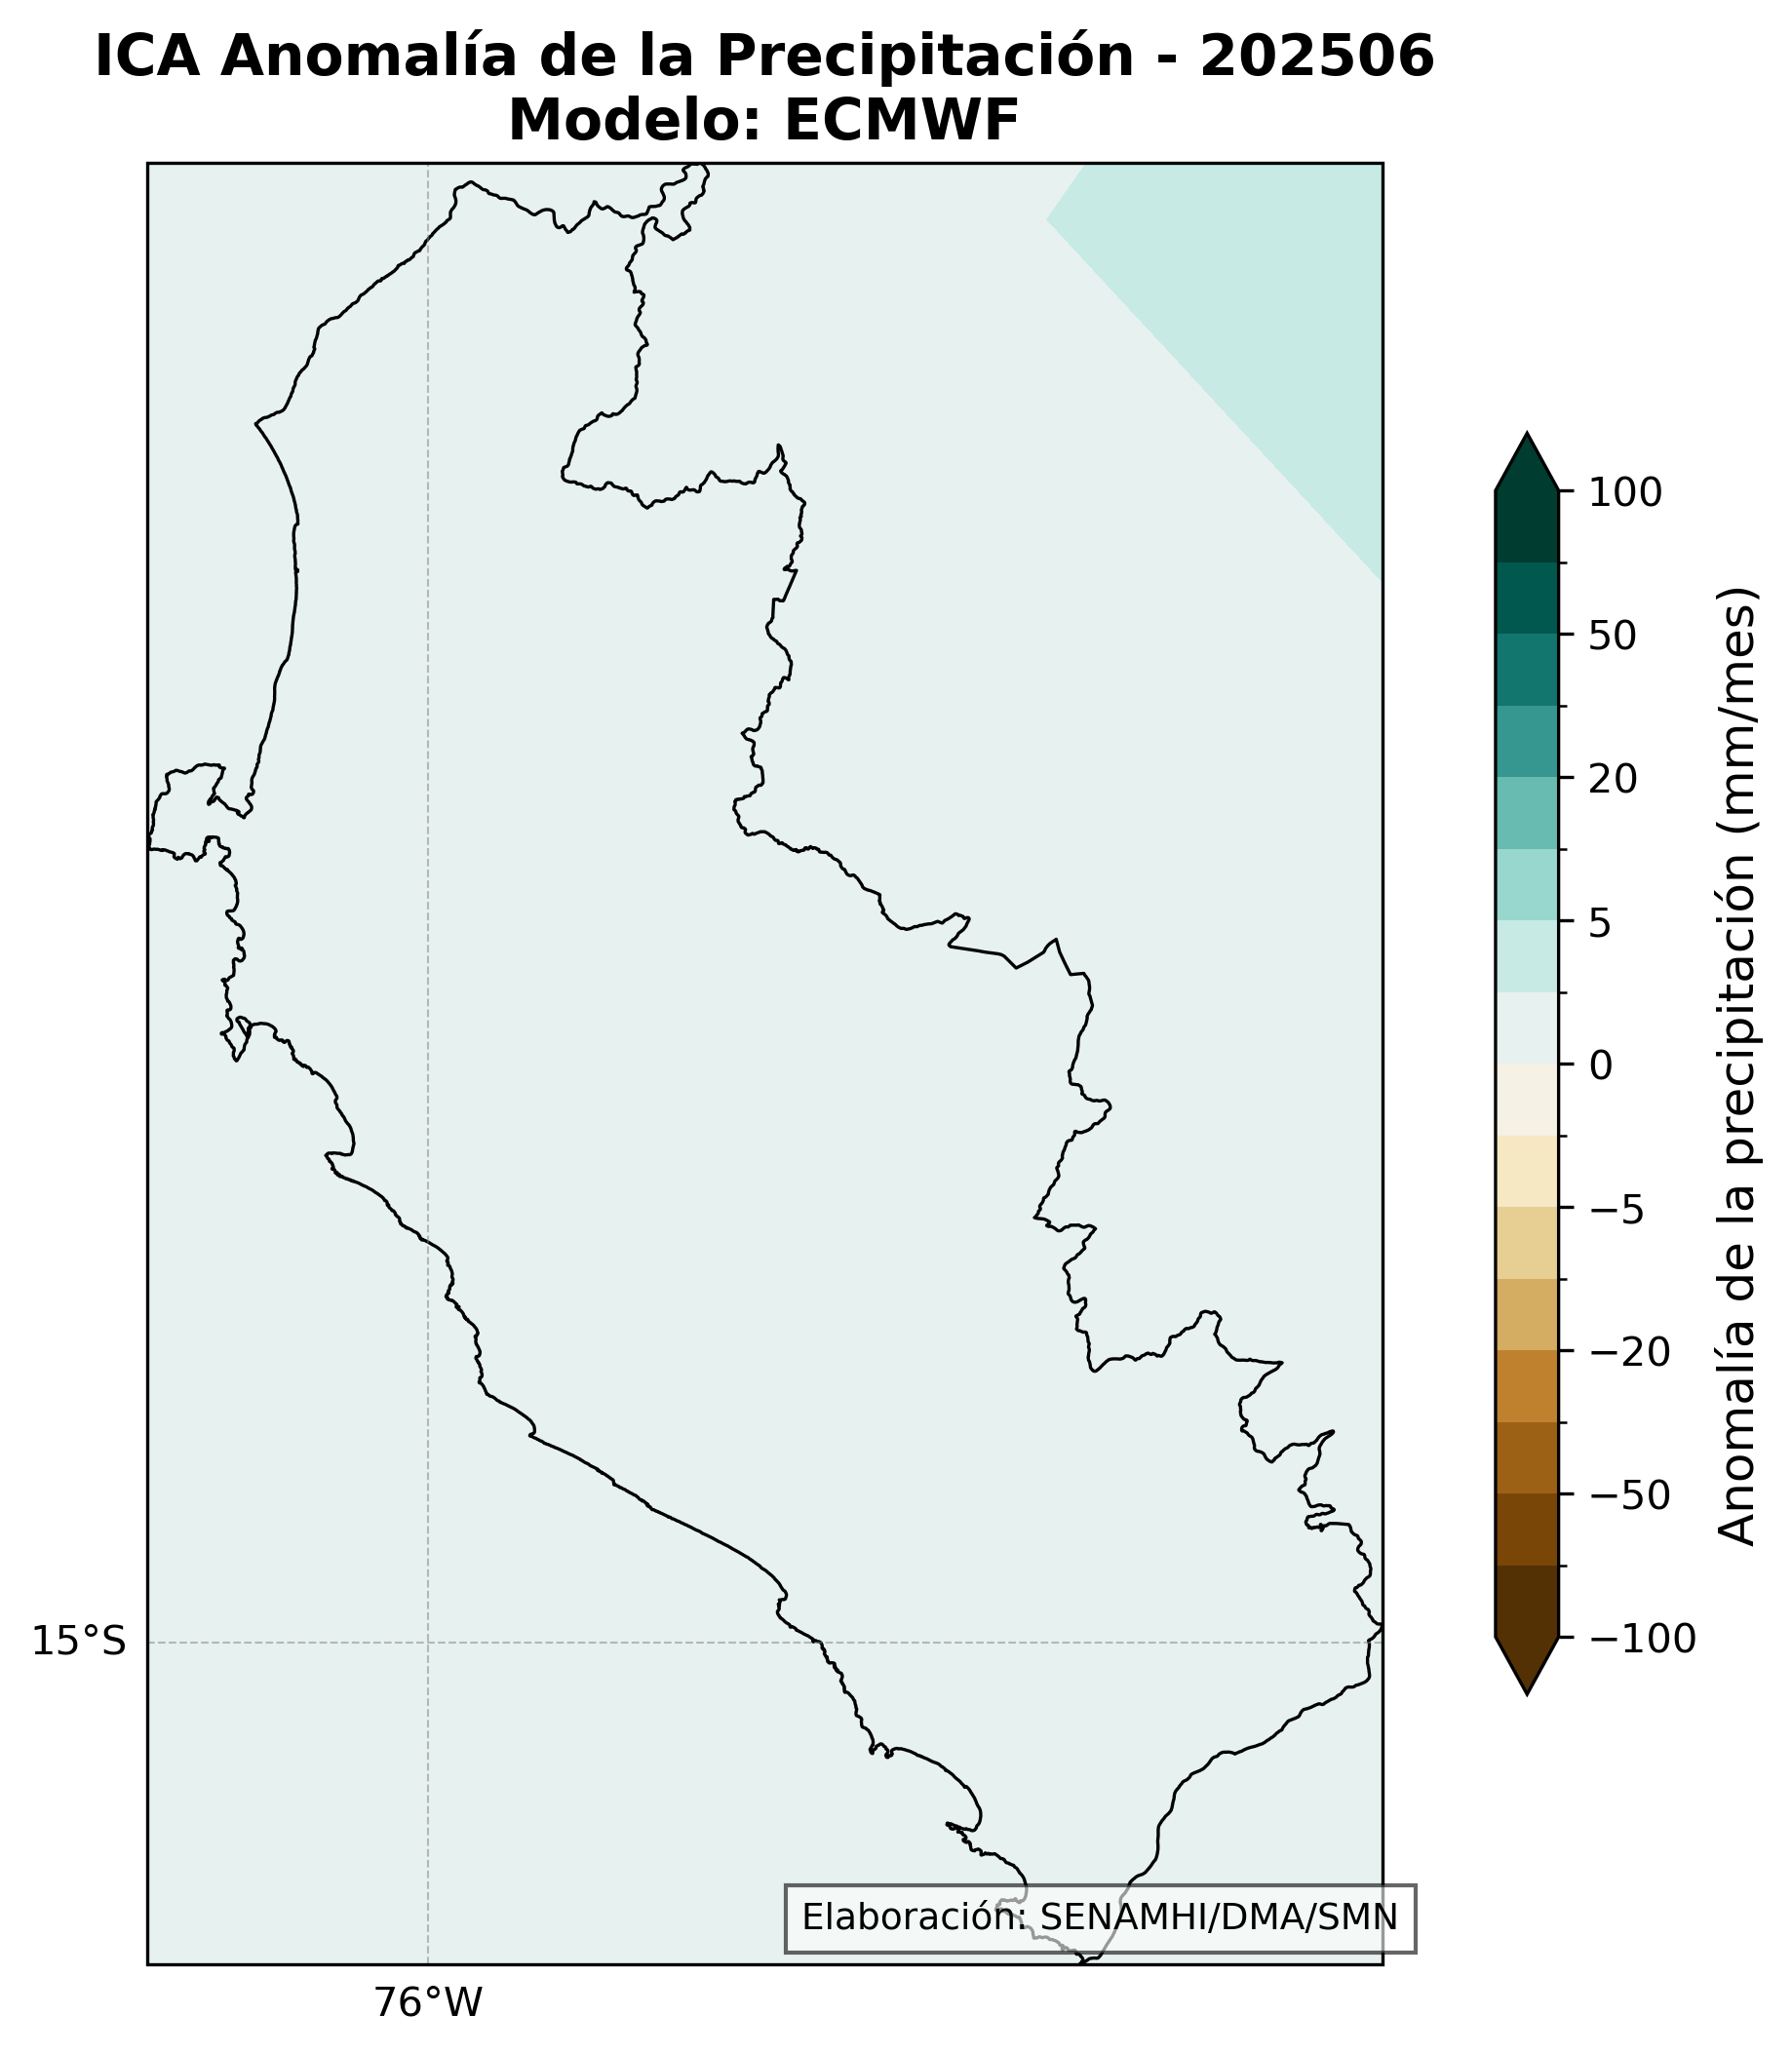 ICA Anomalía de la Precipitación - 202506
Modelo: ECMWF
100
50
20
5
0
−5
−20
−50
−100
Anomalía de la precipitación (mm/mes)
15°S
76°W
Elaboración: SENAMHI/DMA/SMN